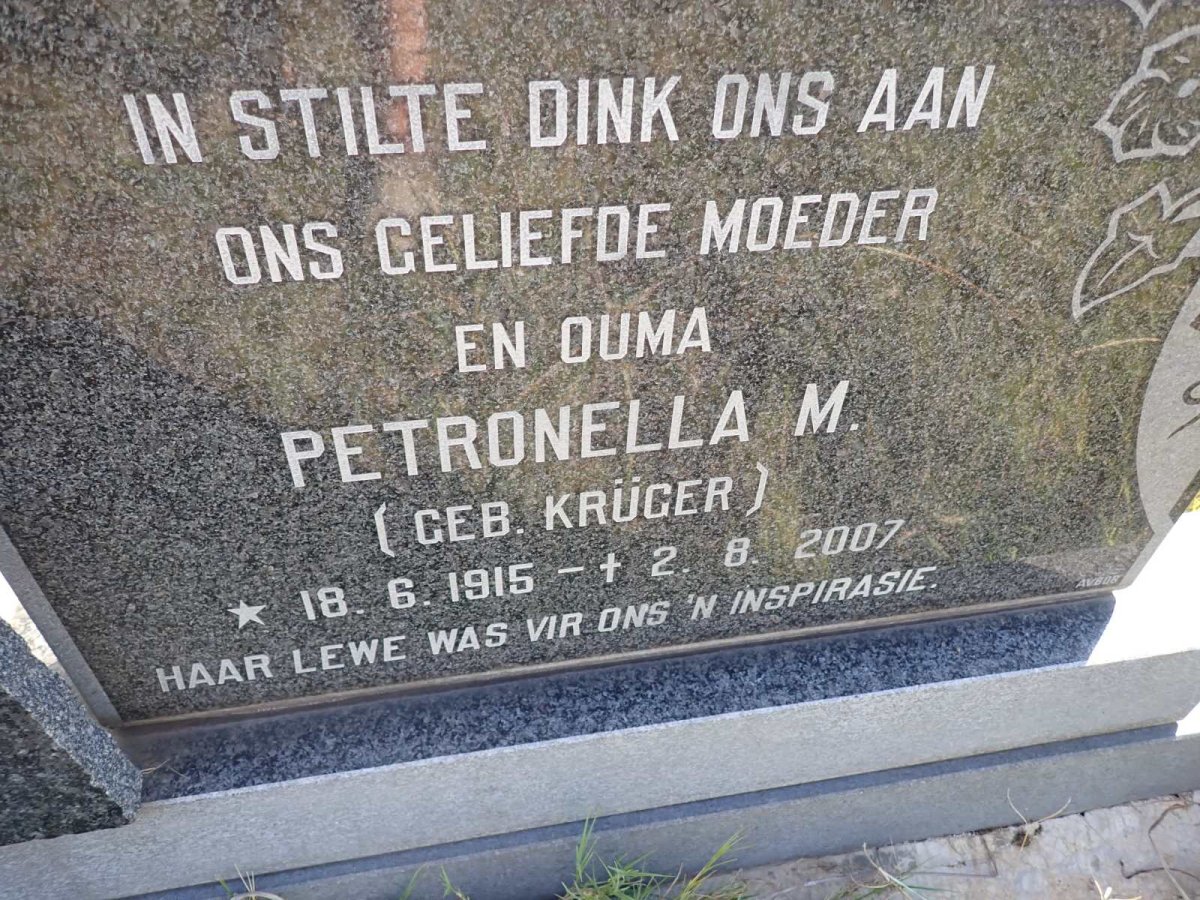 IN STILTE DINK ONS AAN
ONS GELIEFDE MOEDER
EN OUMA
PETRONELLA M.
(GEB. KRÜGER)
★ 18. 6. 1915 – † 2. 8. 2007
HAAR LEWE WAS VIR ONS 'N INSPIRASIE.